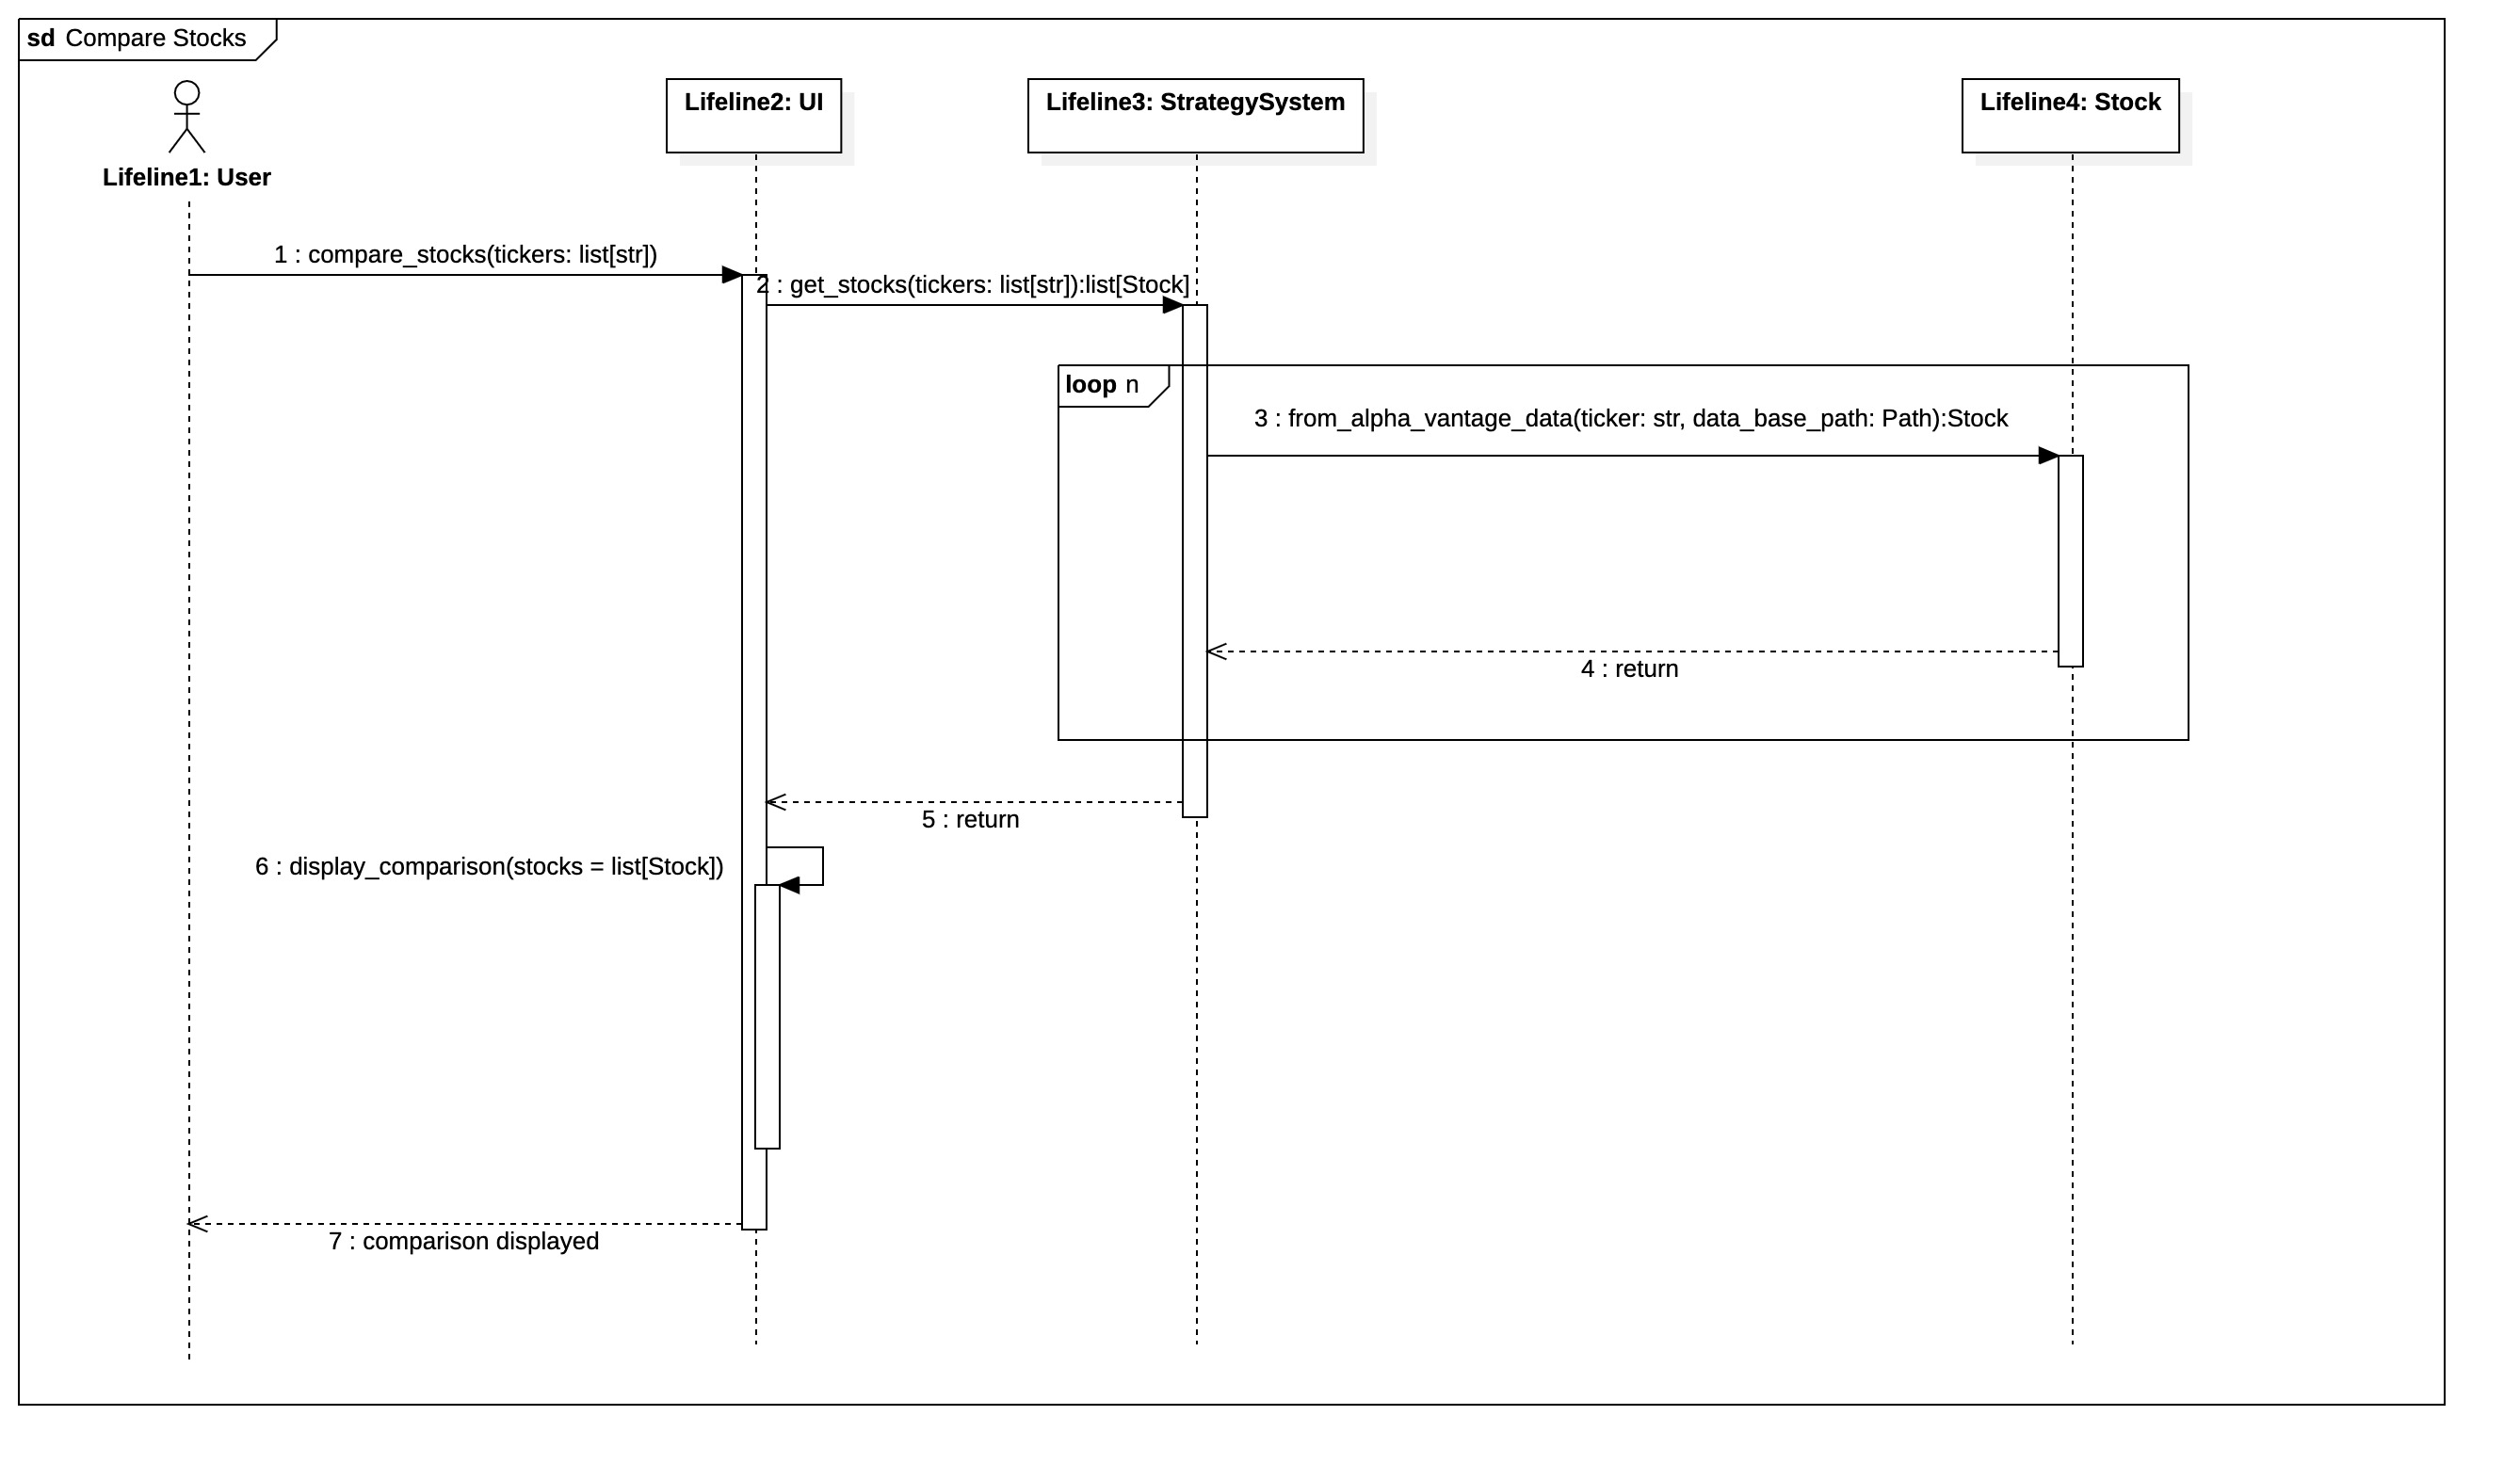 sd Compare Stocks
Lifeline1: User
Lifeline2: UI
Lifeline3: StrategySystem
Lifeline4: Stock
1 : compare_stocks(tickers: list[str])
2 : get_stocks(tickers: list[str]):list[Stock]
loop n
3 : from_alpha_vantage_data(ticker: str, data_base_path: Path):Stock
4 : return
5 : return
6 : display_comparison(stocks = list[Stock])
7 : comparison displayed